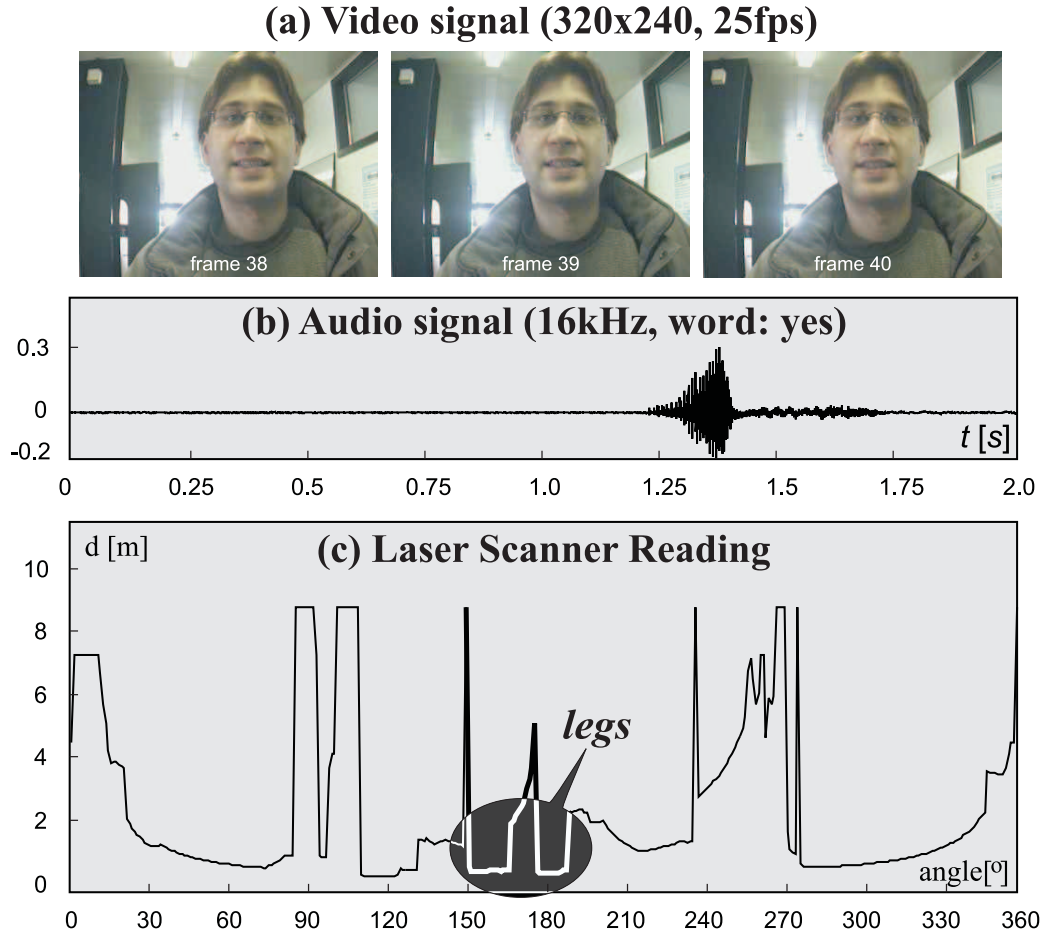 (a) Video signal (320x240, 25fps)
frame 38 frame 39 frame 40
(b) Audio signal (16kHz, word: yes)
0.3
0
-0.2
t [s]
0 0.25 0.50 0.75 1.0 1.25 1.50 1.75 2.0
(c) Laser Scanner Reading
d [m]
10
8
6
legs
4
2
0
angle[º]
0 30 60 90 120 150 180 210 240 270 300 330 360